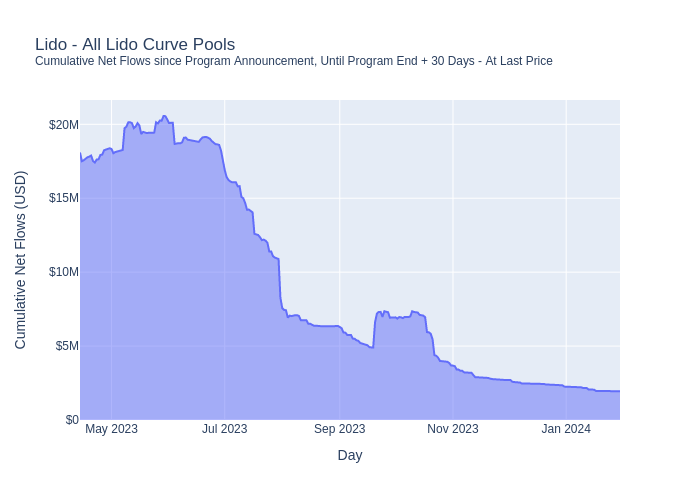 Lido - All Lido Curve Pools
Cumulative Net Flows since Program Announcement, Until Program End + 30 Days - At Last Price
Cumulative Net Flows (USD)
$20M
$15M
$10M
$5M
$0
May 2023
Jul 2023
Sep 2023
Nov 2023
Jan 2024
Day